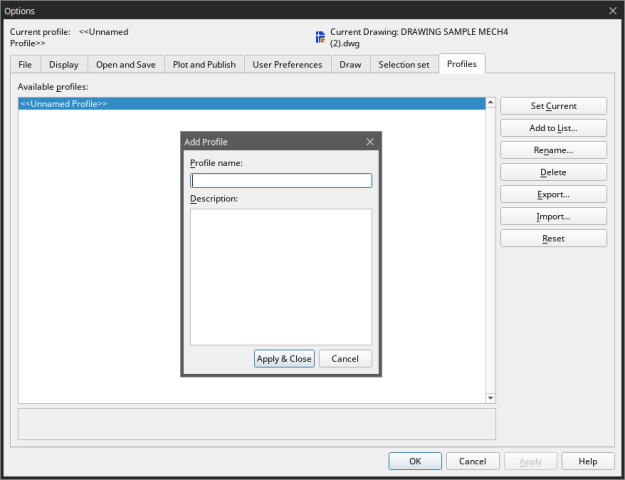 Options
Current profile: <<Unnamed
Profile>>
Current Drawing: DRAWING SAMPLE MECH4
(2).dwg
File Display Open and Save Plot and Publish User Preferences Draw Selection set Profiles
Available profiles:
<<Unnamed Profile>>
Set Current
Add to List...
Rename...
Delete
Export...
Import...
Reset
Add Profile
Profile name:
Description:
Apply & Close Cancel
OK Cancel Apply Help